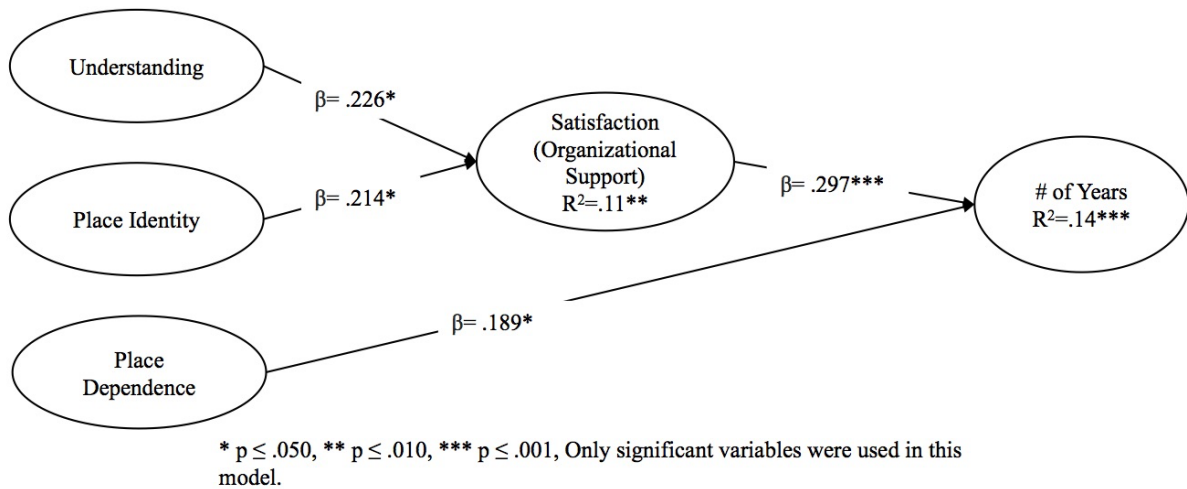 Understanding
β= .226*
Satisfaction
(Organizational
Support)
R²=.11**
β= .297***
# of Years
R²=.14***
Place Identity
β= .214*
β= .189*
Place
Dependence
* p ≤ .050, ** p ≤ .010, *** p ≤ .001, Only significant variables were used in this
model.